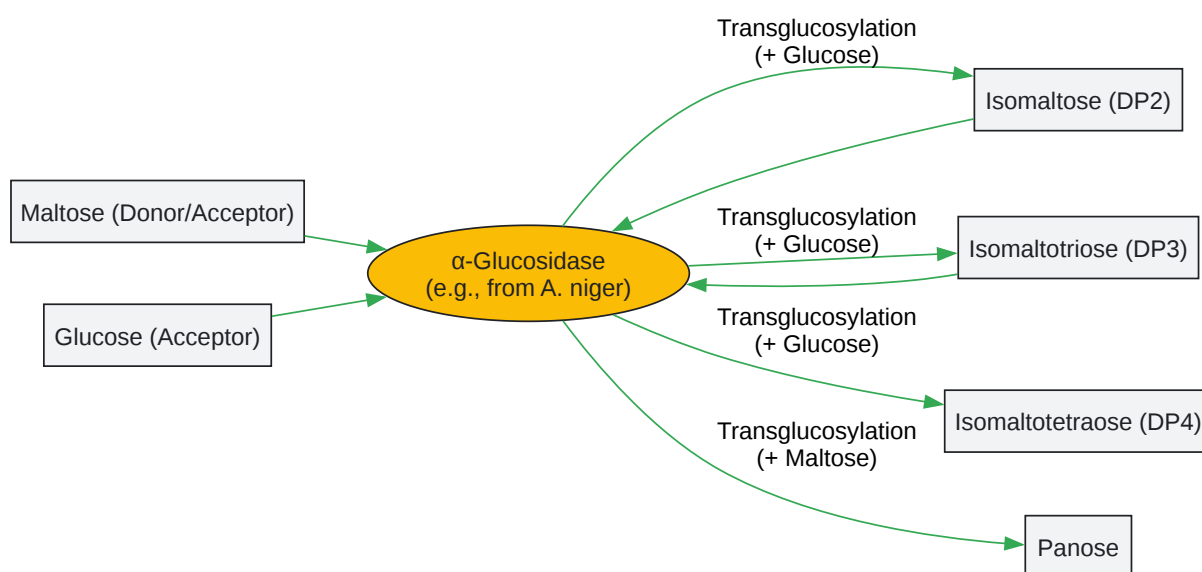 Transglucosylation
(+ Glucose)
Isomaltose (DP2)
Maltose (Donor/Acceptor)
Transglucosylation
(+ Glucose)
Isomaltotriose (DP3)
α-Glucosidase
(e.g., from A. niger)
Glucose (Acceptor)
Transglucosylation
(+ Glucose)
Isomaltotetraose (DP4)
Transglucosylation
(+ Maltose)
Panose